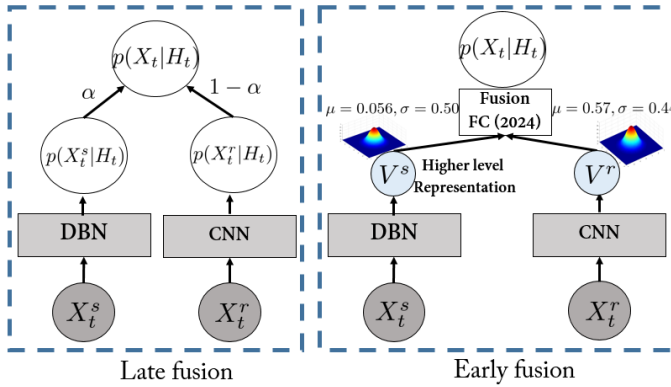 p(X_t|H_t)
α
1 − α
p(X_t^s|H_t)
p(X_t^r|H_t)
DBN
CNN
X_t^s
X_t^r
Late fusion
p(X_t|H_t)
μ = 0.056, σ = 0.50
Fusion
FC (2024)
μ = 0.57, σ = 0.4
V^s
Higher level
Representation
V^r
DBN
CNN
X_t^s
X_t^r
Early fusion